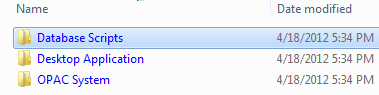 Name Date modified
Database Scripts 4/18/2012 5:34 PM
Desktop Application 4/18/2012 5:34 PM
OPAC System 4/18/2012 5:34 PM